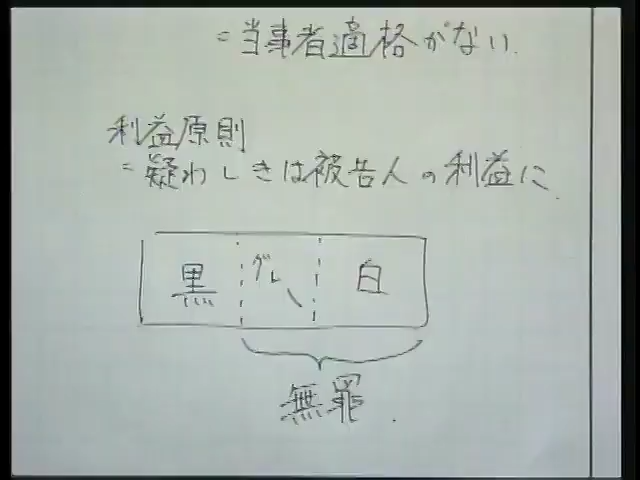 =当事者適格がない.
利益原則
=疑わしきは被告人の利益に.
黒 グレー 白
無罪.